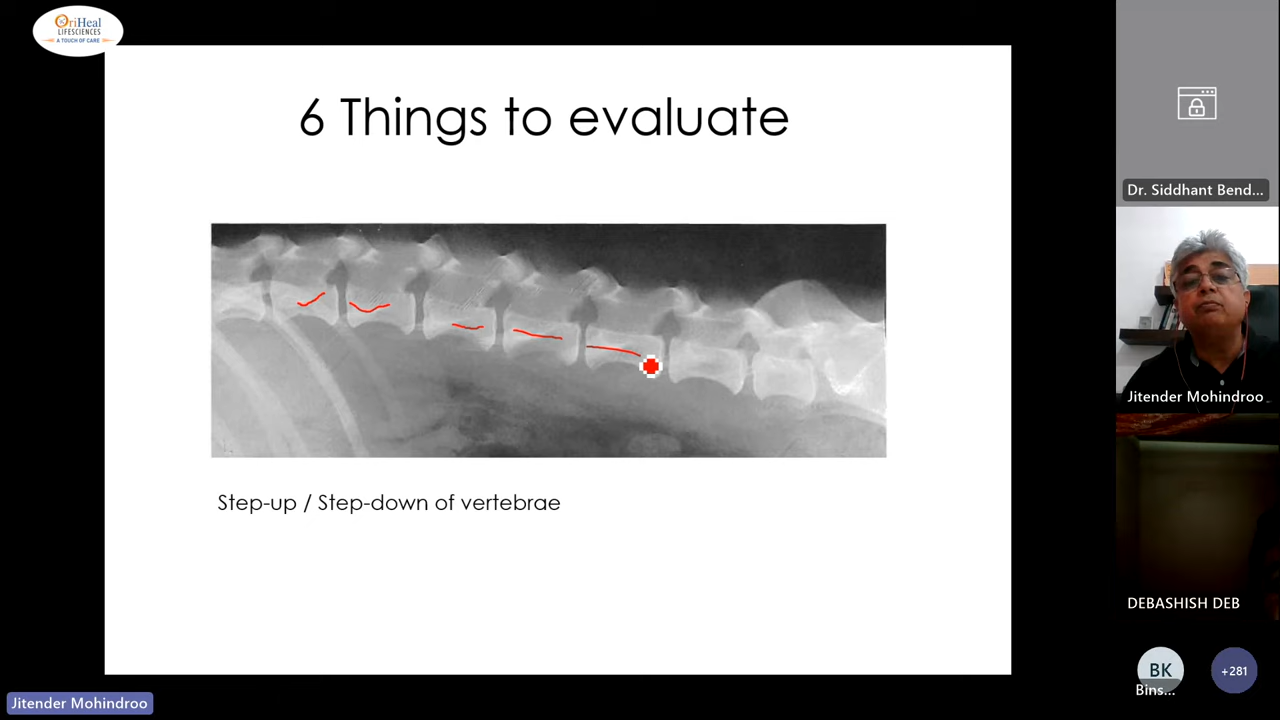 OriHeal
LIFESCIENCES
A TOUCH OF CARE
6 Things to evaluate
Step-up / Step-down of vertebrae
Dr. Siddhant Bend...
Jitender Mohindroo
DEBASHISH DEB
BK
Bins...
+281
Jitender Mohindroo